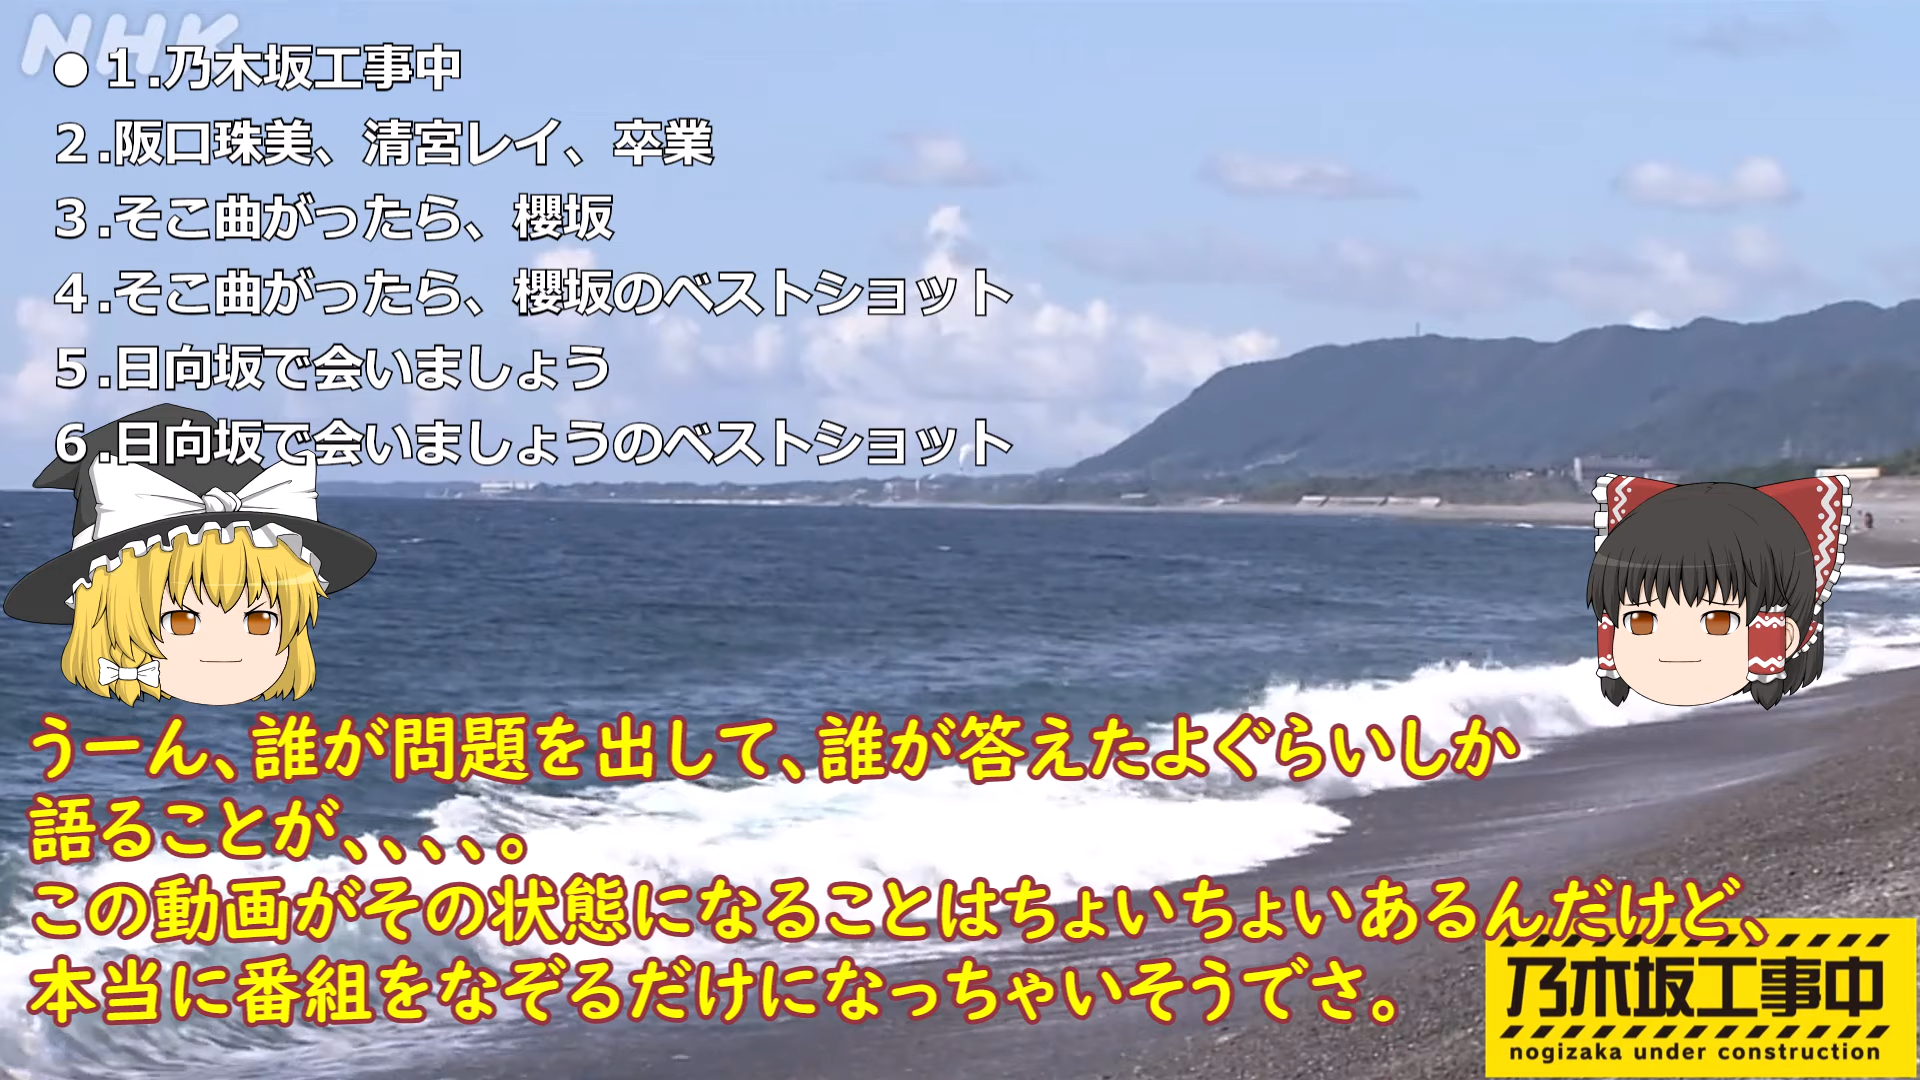 NHK
●１.乃木坂工事中
２.阪口珠美、清宮レイ、卒業
３.そこ曲がったら、櫻坂
４.そこ曲がったら、櫻坂のベストショット
５.日向坂で会いましょう
６.日向坂で会いましょうのベストショット
うーん、誰が問題を出して、誰が答えたよぐらいしか
語ることが、、、、、。
この動画がその状態になることはちょいちょいあるんだけど、
本当に番組をなぞるだけになっちゃいそうでさ。
乃木坂工事中
nogizaka under construction